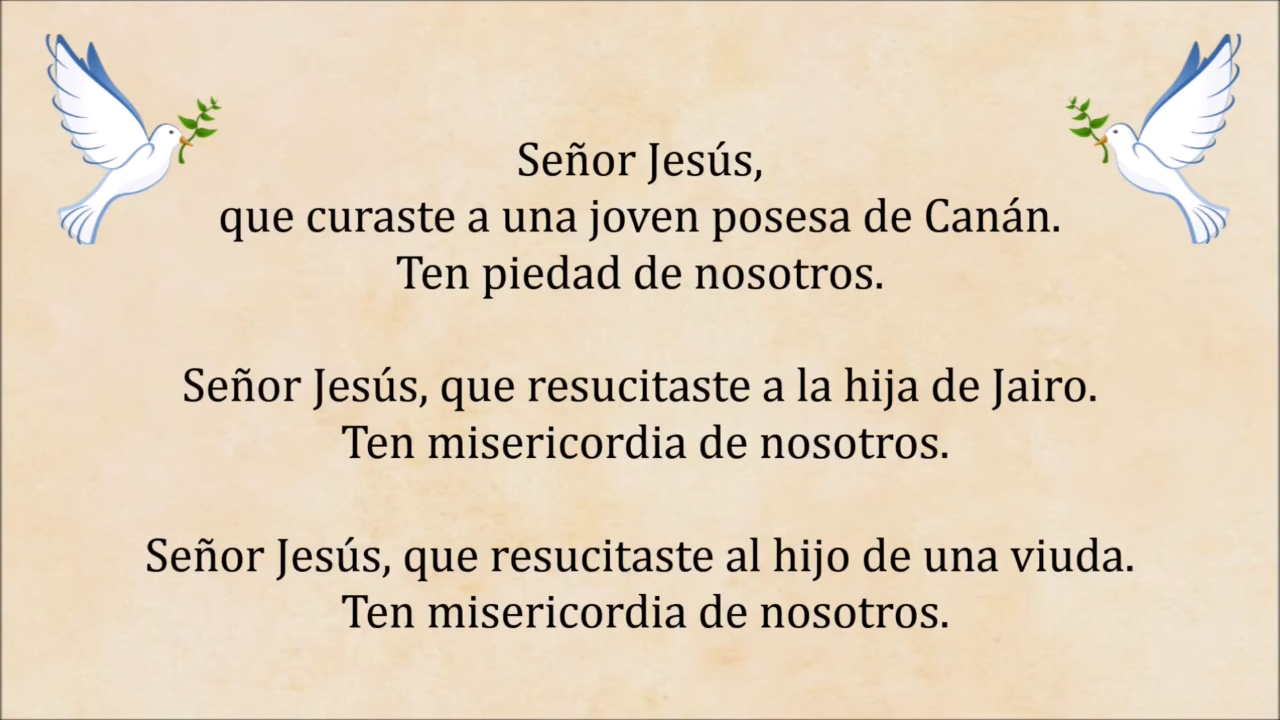 Señor Jesús,
que curaste a una joven posesa de Canán.
Ten piedad de nosotros.
Señor Jesús, que resucitaste a la hija de Jairo.
Ten misericordia de nosotros.
Señor Jesús, que resucitaste al hijo de una viuda.
Ten misericordia de nosotros.